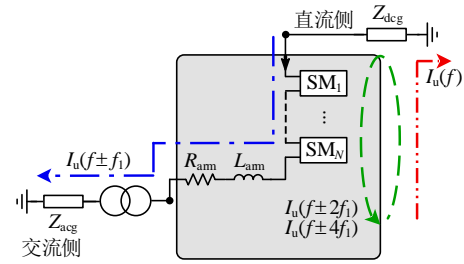 直流侧
Z_dcg
I_u(f)
SM_1
...
I_u(f±f_1)
R_arm
L_arm
SM_N
I_u(f±2f_1)
I_u(f±4f_1)
Z_acg
交流侧